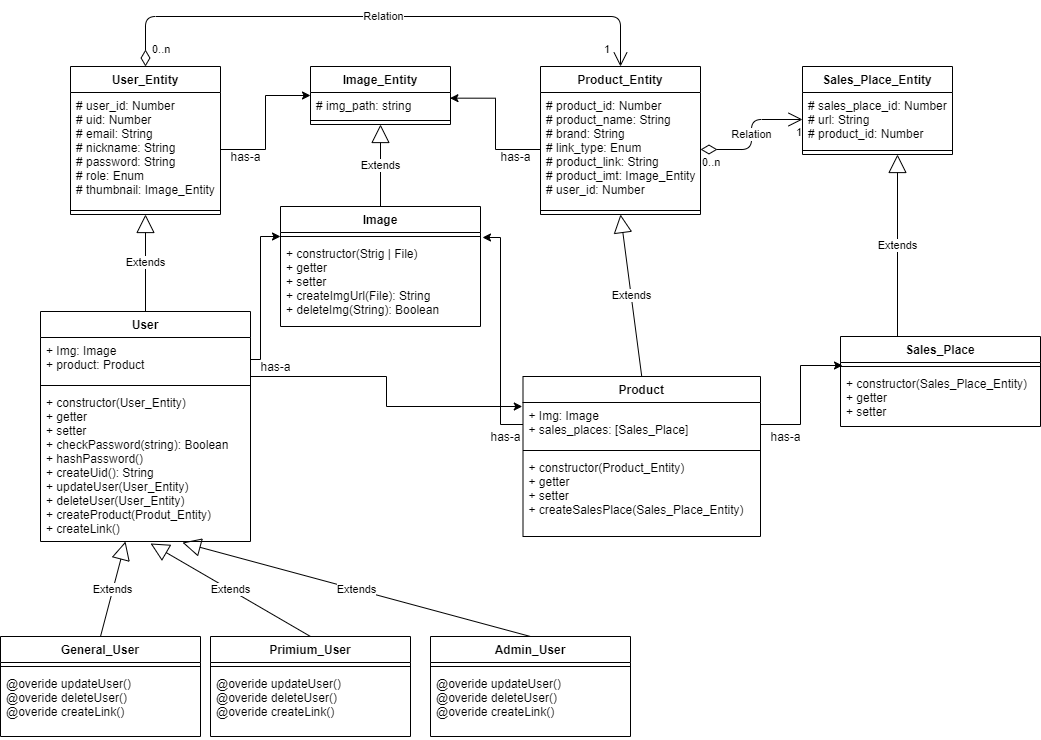 Relation
0..n
1
User_Entity
# user_id: Number
# uid: Number
# email: String
# nickname: String
# password: String
# role: Enum
# thumbnail: Image_Entity
has-a
Image_Entity
# img_path: string
Product_Entity
# product_id: Number
# product_name: String
# brand: String
# link_type: Enum
# product_link: String
# product_imt: Image_Entity
# user_id: Number
has-a
Relation
0..n
1
Sales_Place_Entity
# sales_place_id: Number
# url: String
# product_id: Number
Extends
Extends
Extends
Extends
Image
+ constructor(Strig | File)
+ getter
+ setter
+ createImgUrl(File): String
+ deleteImg(String): Boolean
User
+ Img: Image
+ product: Product
+ constructor(User_Entity)
+ getter
+ setter
+ checkPassword(string): Boolean
+ hashPassword()
+ createUid(): String
+ updateUser(User_Entity)
+ deleteUser(User_Entity)
+ createProduct(Produt_Entity)
+ createLink()
has-a
has-a
Product
+ Img: Image
+ sales_places: [Sales_Place]
+ constructor(Product_Entity)
+ getter
+ setter
+ createSalesPlace(Sales_Place_Entity)
has-a
Sales_Place
+ constructor(Sales_Place_Entity)
+ getter
+ setter
Extends
Extends
Extends
General_User
@overide updateUser()
@overide deleteUser()
@overide createLink()
Primium_User
@overide updateUser()
@overide deleteUser()
@overide createLink()
Admin_User
@overide updateUser()
@overide deleteUser()
@overide createLink()